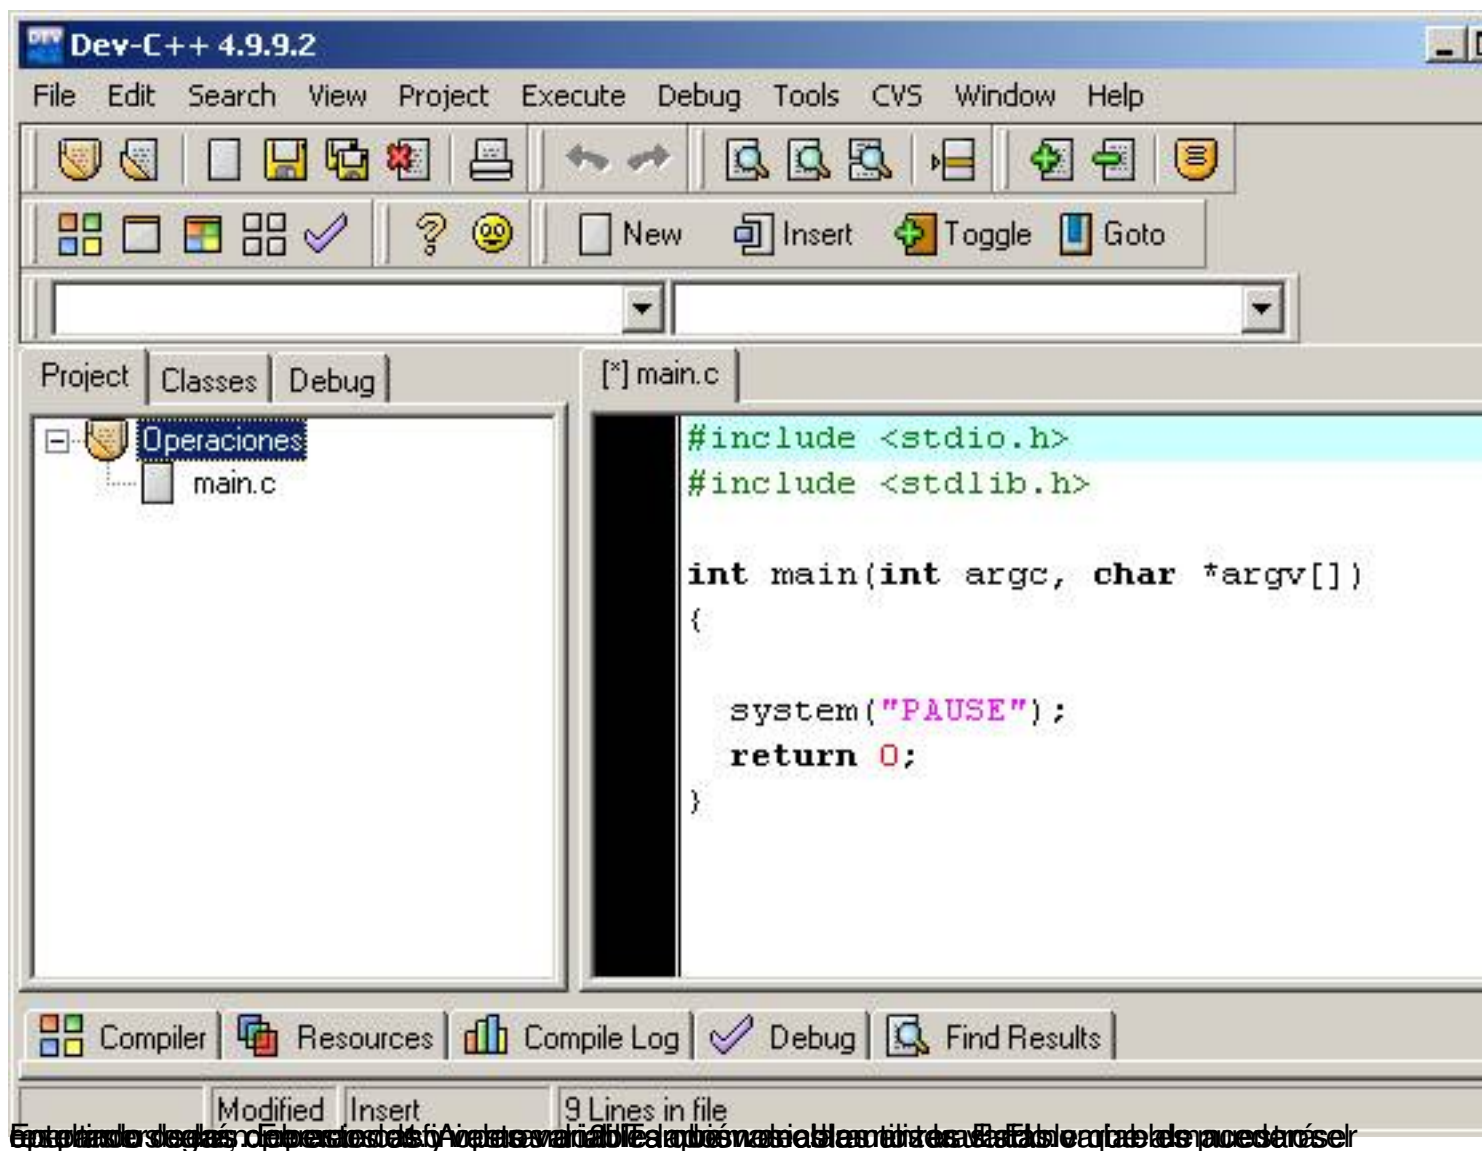 Dev-C++ 4.9.9.2
File Edit Search View Project Execute Debug Tools CVS Window Help
New Insert Toggle Goto
Project Classes Debug
[*] main.c
Operaciones
main.c
#include <stdio.h>
#include <stdlib.h>
int main(int argc, char *argv[])
{
system("PAUSE");
return 0;
}
Compiler Resources Compile Log Debug Find Results
Modified Insert 9 Lines in file